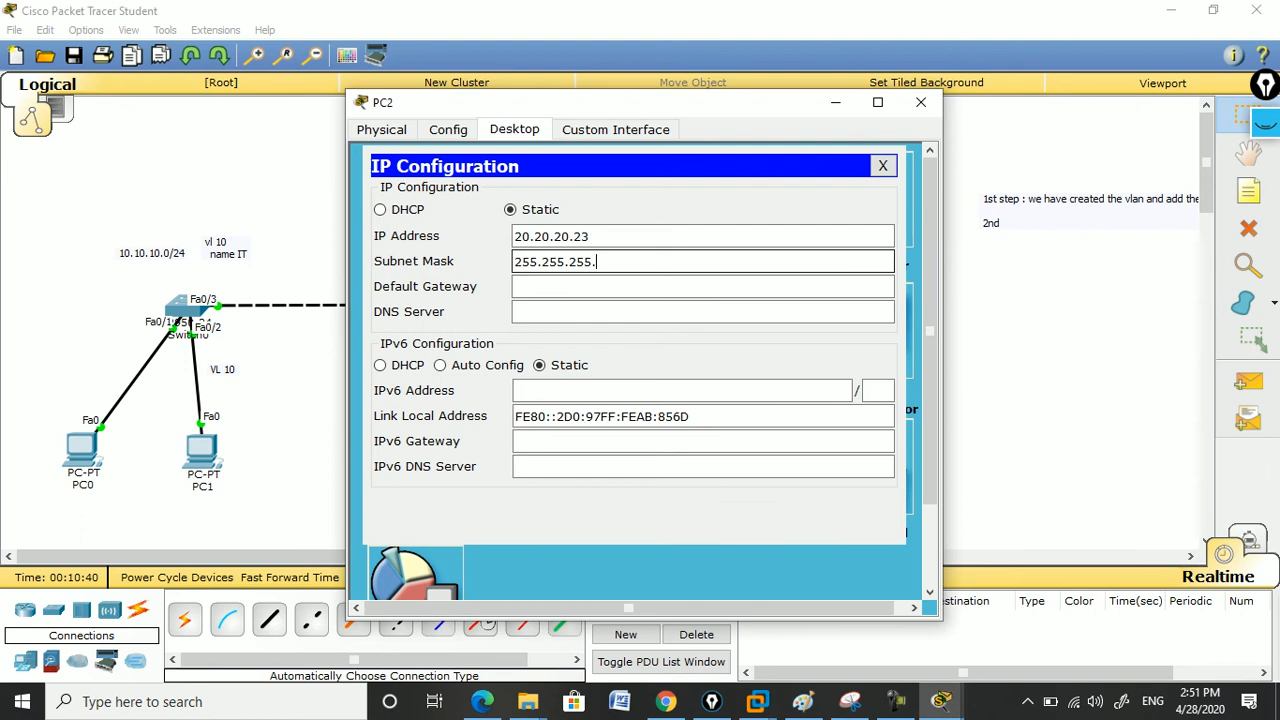 Cisco Packet Tracer Student
File Edit Options View Tools Extensions Help
Logical [Root] New Cluster Move Object Set Tiled Background Viewport
PC2
Physical Config Desktop Custom Interface
IP Configuration X
IP Configuration
DHCP Static
IP Address 20.20.20.23
Subnet Mask 255.255.255.
Default Gateway
DNS Server
IPv6 Configuration
DHCP Auto Config Static
IPv6 Address /
Link Local Address FE80::2D0:97FF:FEAB:856D
IPv6 Gateway
IPv6 DNS Server
1st step : we have created the vlan and add the
2nd
10.10.10.0/24
vl 10
name IT
Fa0/3
Fa0/1
Fa0/2
VL 10
Fa0
Fa0
PC-PT
PC0
PC-PT
PC1
or
Time: 00:10:40 Power Cycle Devices Fast Forward Time Realtime
Connections
Automatically Choose Connection Type
New Delete
Toggle PDU List Window
estination Type Color Time(sec) Periodic Num
Type here to search
ENG
2:51 PM
4/28/2020